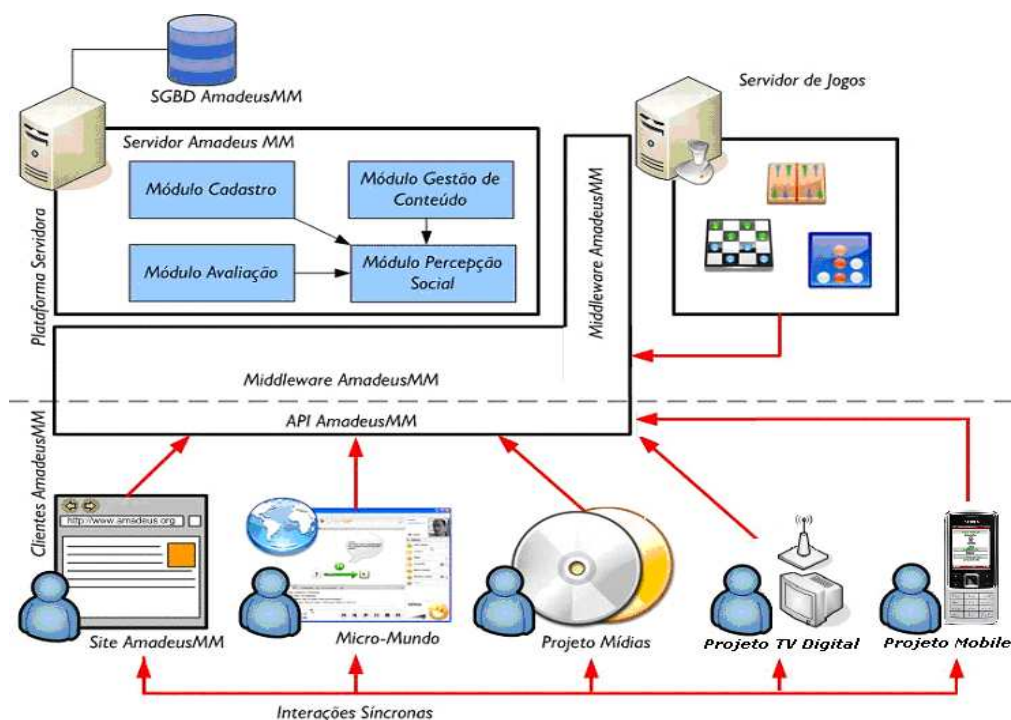 SGBD AmadeusMM
Servidor de Jogos
Servidor Amadeus MM
Módulo Cadastro
Módulo Gestão de
Conteúdo
Módulo Avaliação
Módulo Percepção
Social
Plataforma Servidora
Middleware AmadeusMM
Middleware AmadeusMM
API AmadeusMM
Clientes AmadeusMM
http://www.amadeus.org
Site AmadeusMM
Micro-Mundo
Projeto Mídias
Projeto TV Digital
Projeto Mobile
Interações Síncronas